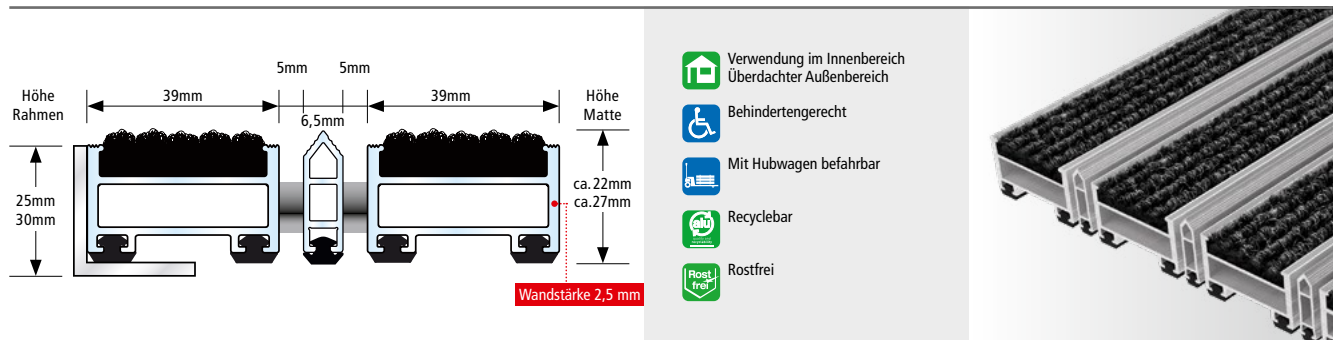 5mm
5mm
Höhe
Rahmen
39mm
39mm
Höhe
Matte
6,5mm
25mm
30mm
ca.22mm
ca.27mm
Wandstärke 2,5 mm
Verwendung im Innenbereich
Überdachter Außenbereich
Behindertengerecht
Mit Hubwagen befahrbar
alu
Recyclebar
Rost
frei
Rostfrei